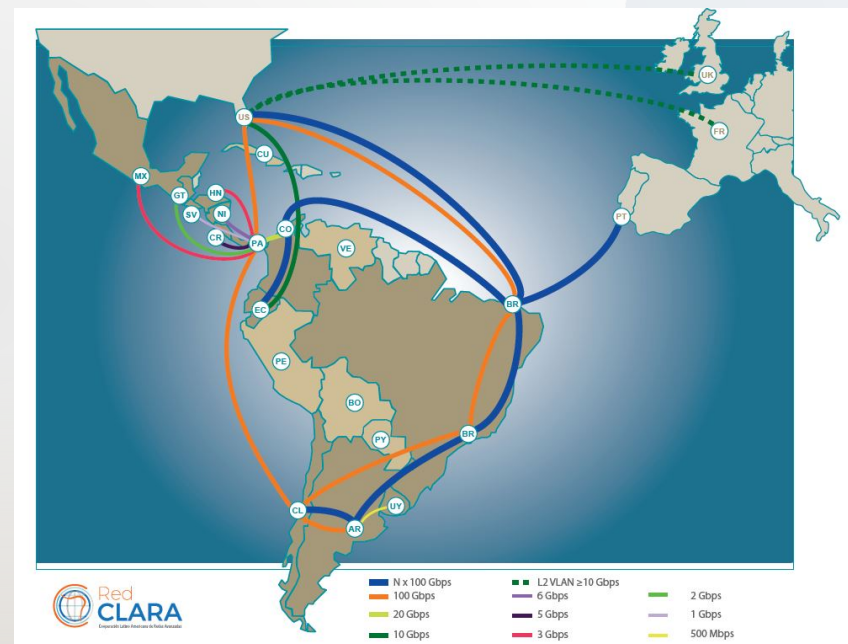 UK
US
FR
CU
MX
GT
HN
SV
NI
CR
PA
CO
PT
VE
BR
EC
PE
BO
PY
BR
CL
UY
AR
Red
CLARA
N x 100 Gbps
100 Gbps
20 Gbps
10 Gbps
L2 VLAN ≥10 Gbps
6 Gbps
5 Gbps
3 Gbps
2 Gbps
1 Gbps
500 Mbps